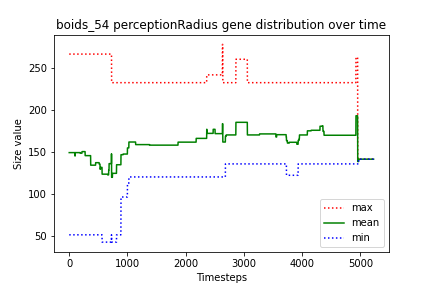 boids_54 perceptionRadius gene distribution over time
Size value
250
200
150
100
50
0
1000
2000
3000
4000
5000
Timesteps
max
mean
min